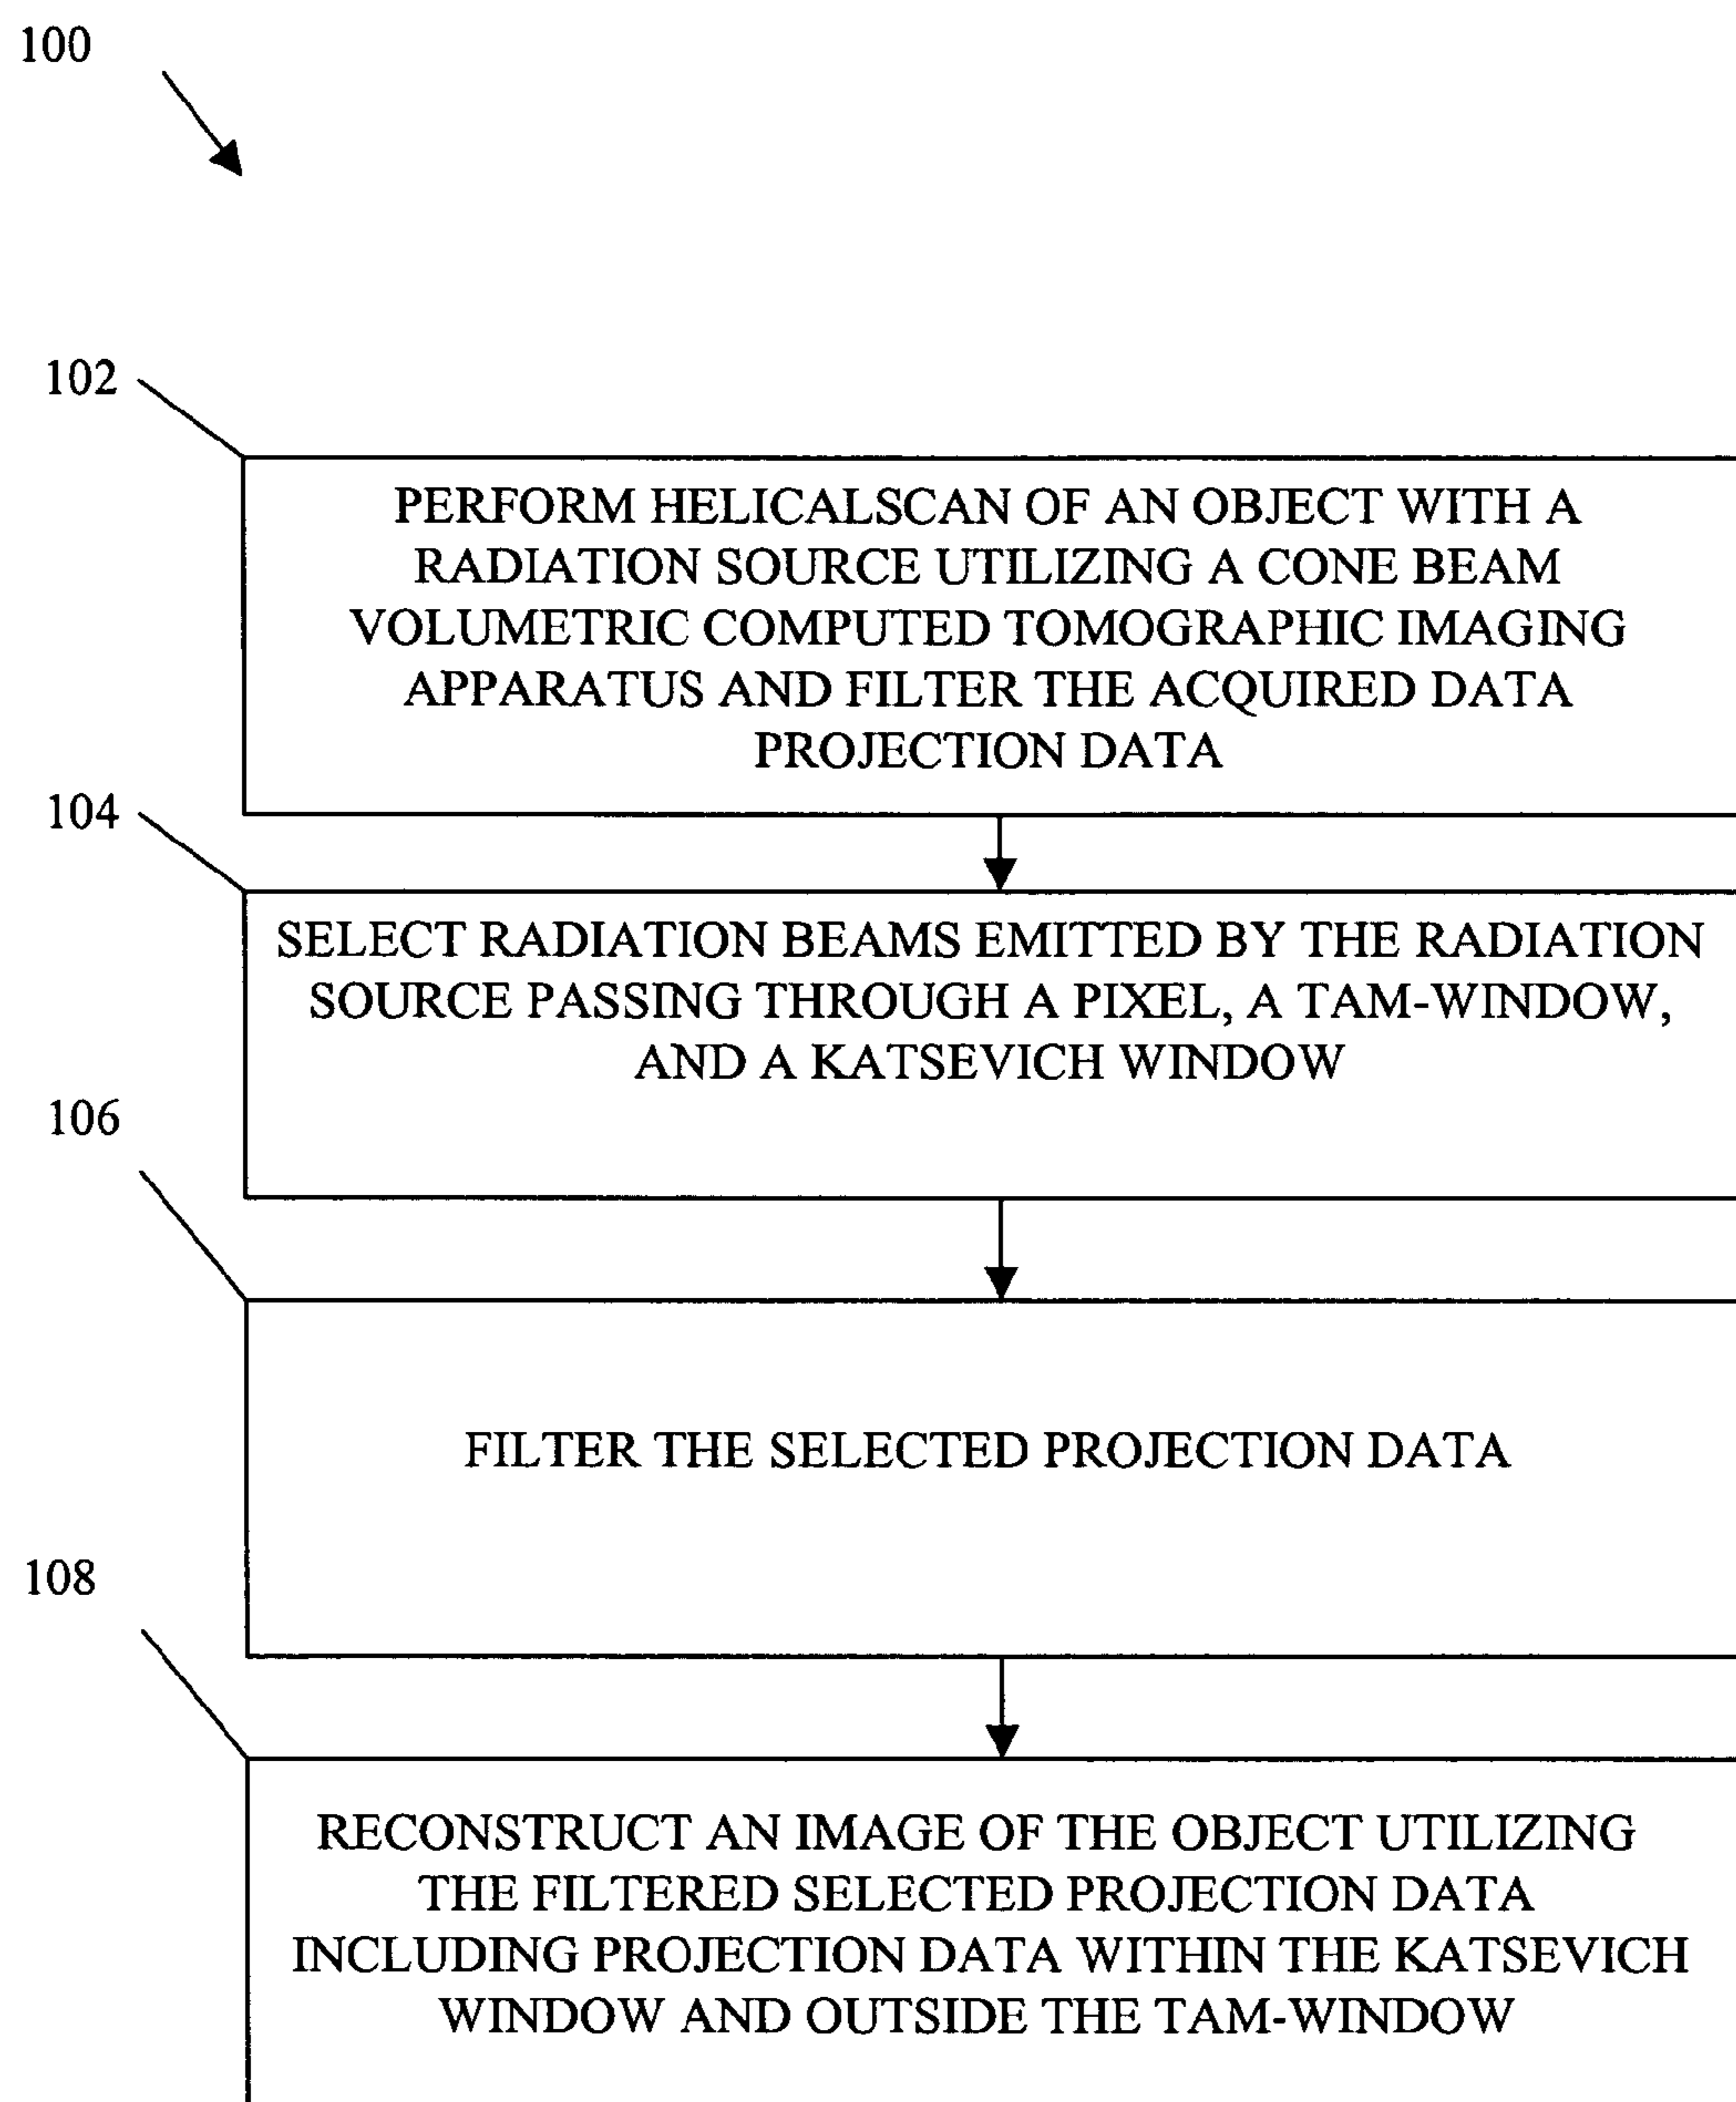 100
102
PERFORM HELICALSCAN OF AN OBJECT WITH A
RADIATION SOURCE UTILIZING A CONE BEAM
VOLUMETRIC COMPUTED TOMOGRAPHIC IMAGING
APPARATUS AND FILTER THE ACQUIRED DATA
PROJECTION DATA
104
SELECT RADIATION BEAMS EMITTED BY THE RADIATION
SOURCE PASSING THROUGH A PIXEL, A TAM-WINDOW,
AND A KATSEVICH WINDOW
106
FILTER THE SELECTED PROJECTION DATA
108
RECONSTRUCT AN IMAGE OF THE OBJECT UTILIZING
THE FILTERED SELECTED PROJECTION DATA
INCLUDING PROJECTION DATA WITHIN THE KATSEVICH
WINDOW AND OUTSIDE THE TAM-WINDOW